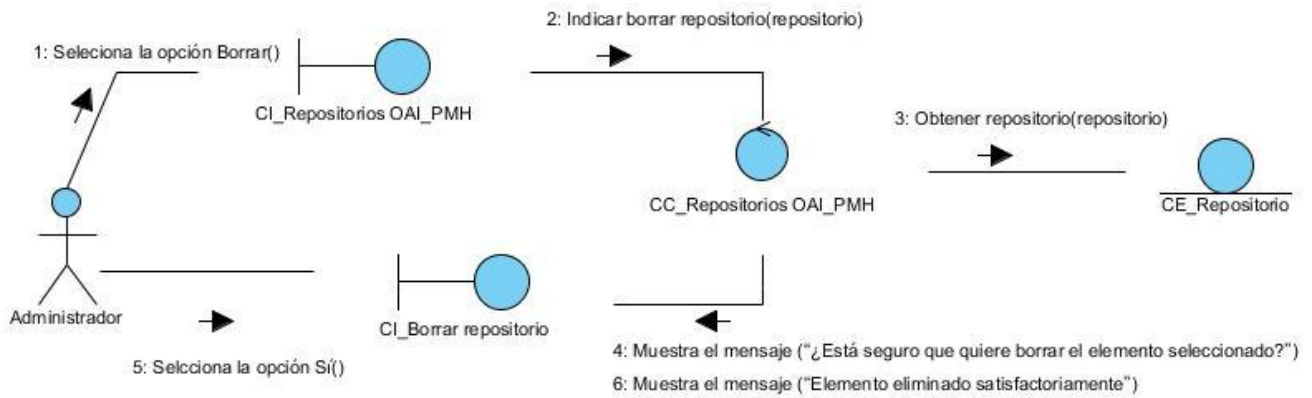 2: Indicar borrar repositorio(repositorio)
1: Seleciona la opción Borrar()
CI_Repositorios OAI_PMH
3: Obtener repositorio(repositorio)
CC_Repositorios OAI_PMH
CE_Repositorio
Administrador
CI_Borrar repositorio
5: Selcciona la opción Sí()
4: Muestra el mensaje (“¿Está seguro que quiere borrar el elemento seleccionado?”)
6: Muestra el mensaje (“Elemento eliminado satisfactoriamente”)